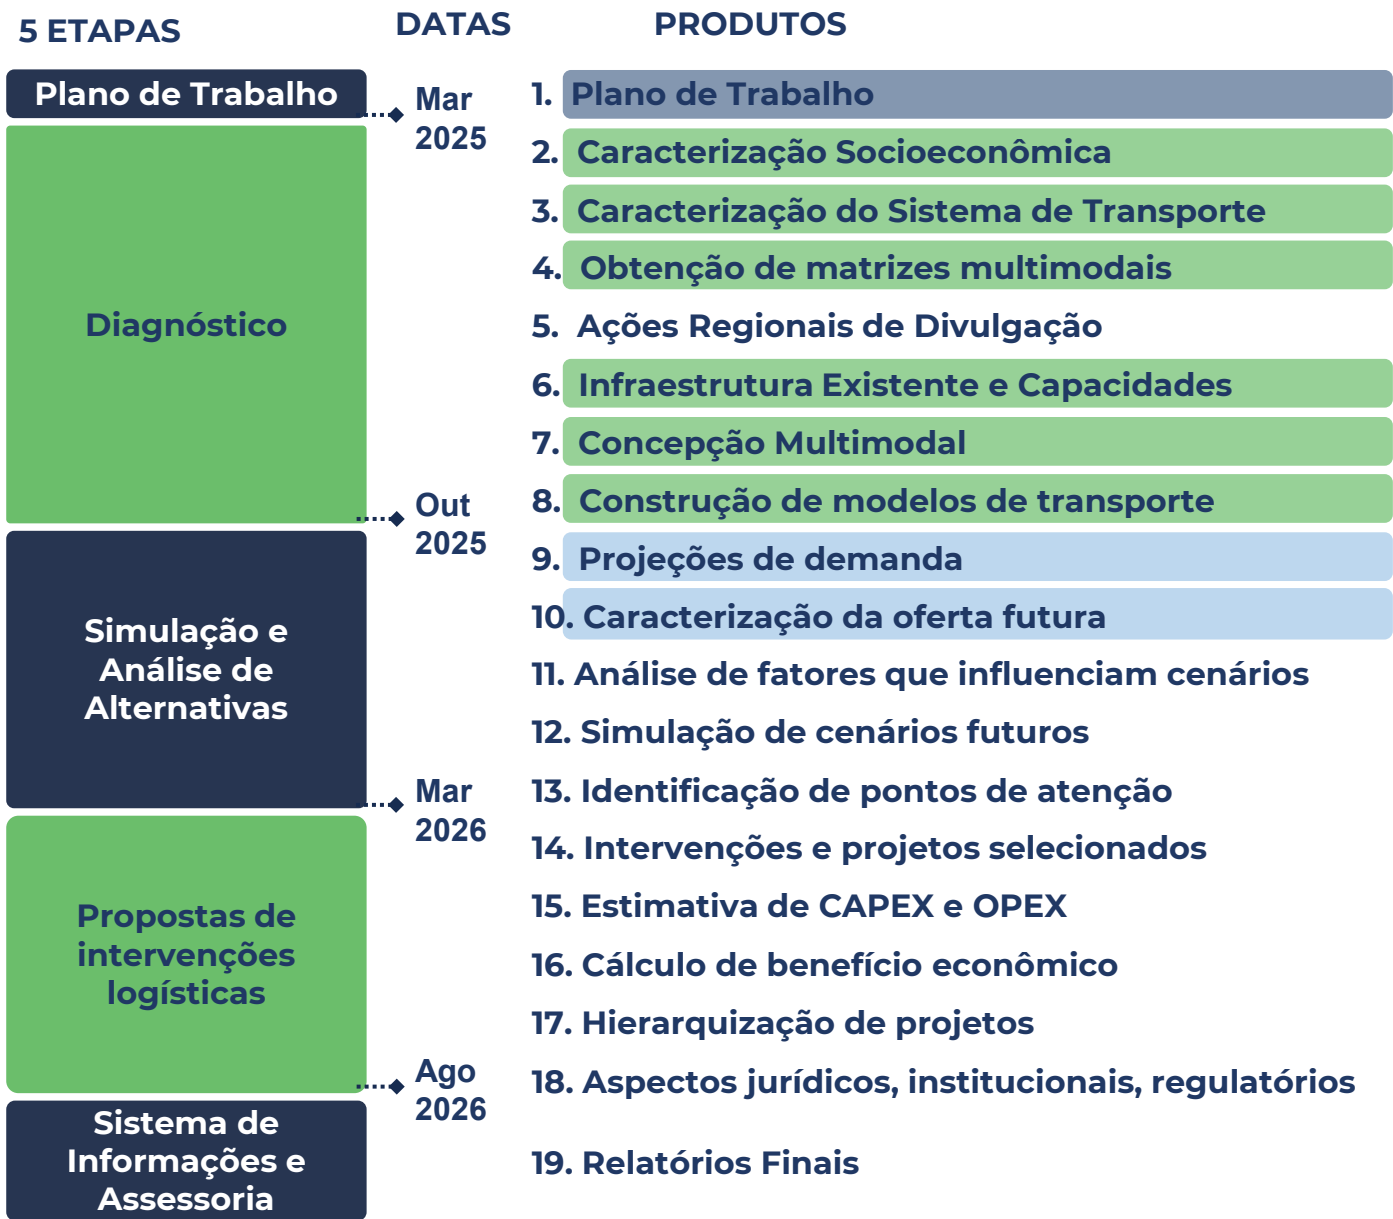 5 ETAPAS
DATAS
PRODUTOS
Plano de Trabalho
Mar
2025
1. Plano de Trabalho
2. Caracterização Socioeconômica
3. Caracterização do Sistema de Transporte
4. Obtenção de matrizes multimodais
Diagnóstico
5. Ações Regionais de Divulgação
6. Infraestrutura Existente e Capacidades
7. Concepção Multimodal
8. Construção de modelos de transporte
Out
2025
9. Projeções de demanda
10. Caracterização da oferta futura
Simulação e
Análise de
Alternativas
11. Análise de fatores que influenciam cenários
12. Simulação de cenários futuros
13. Identificação de pontos de atenção
Mar
2026
14. Intervenções e projetos selecionados
15. Estimativa de CAPEX e OPEX
Propostas de
intervenções
logísticas
16. Cálculo de benefício econômico
17. Hierarquização de projetos
18. Aspectos jurídicos, institucionais, regulatórios
Ago
2026
Sistema de
Informações e
Assessoria
19. Relatórios Finais